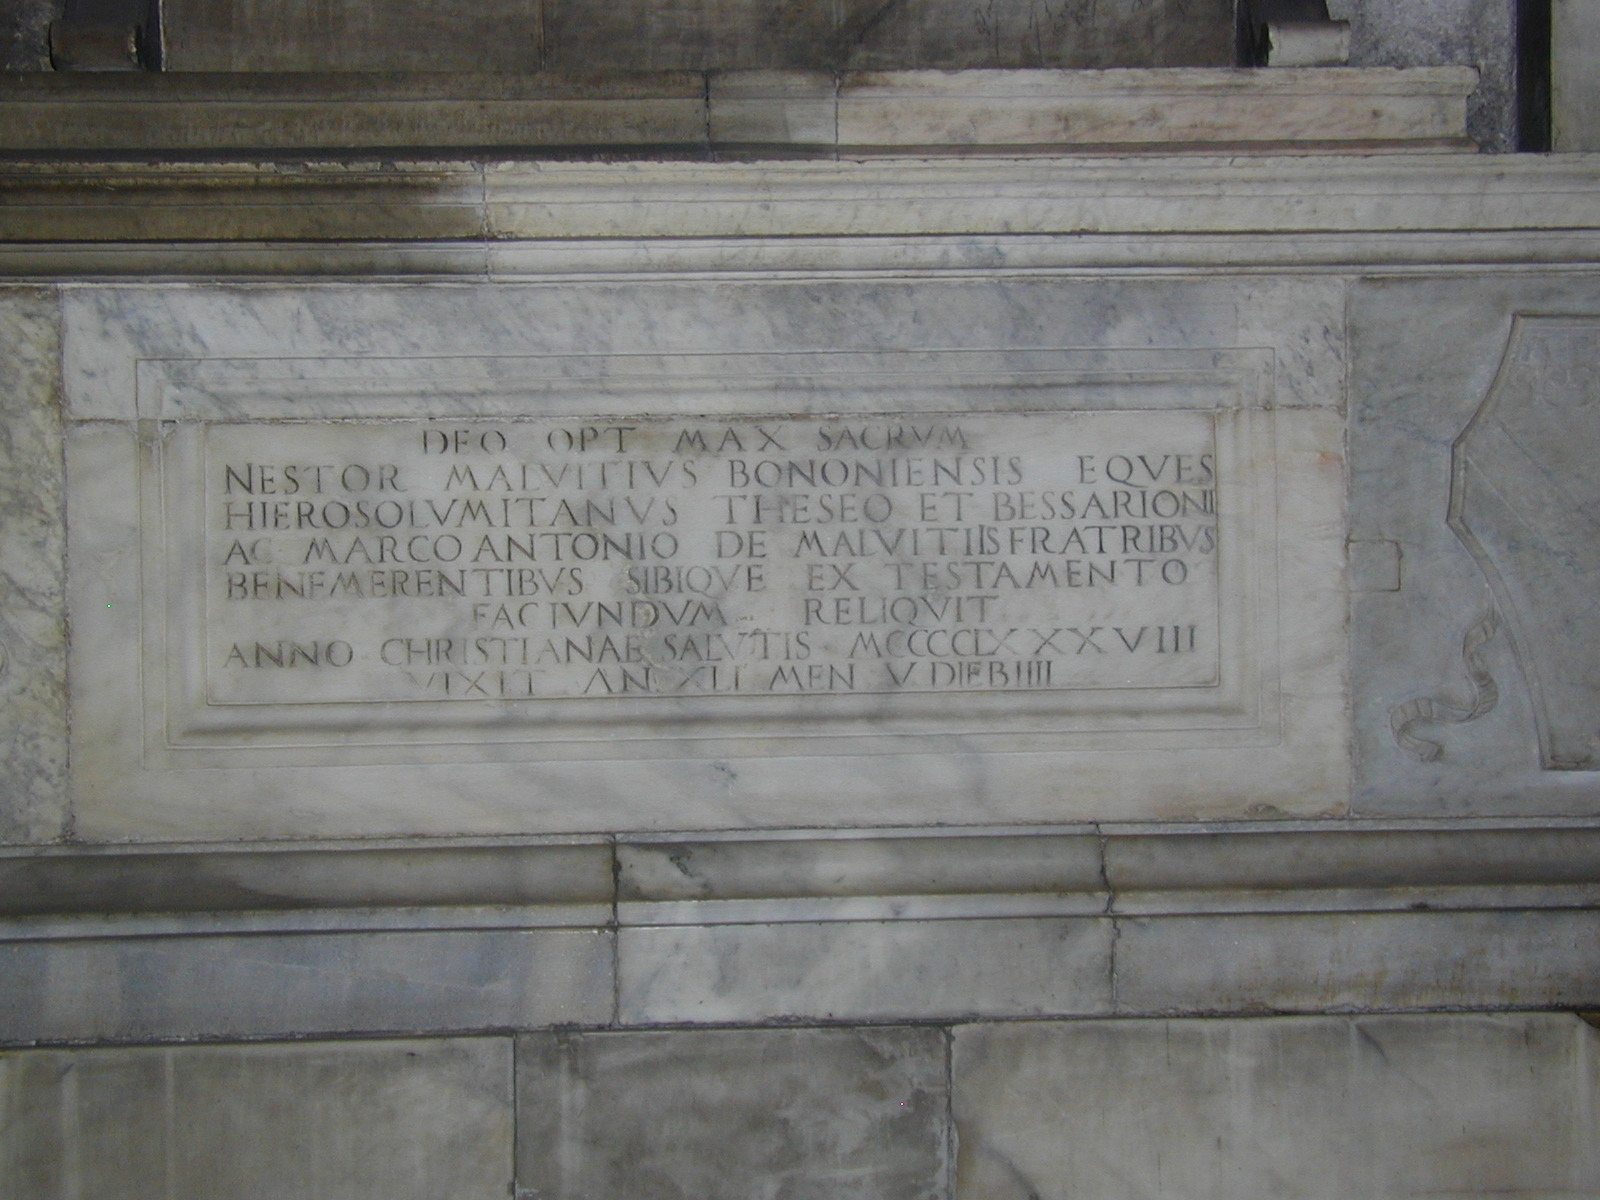 DEO OPT MAX SACRVM
NESTOR MALVITIVS BONONIENSIS EQVES
HIEROSOLVMITANVS THESEO ET BESSARIONI
AC MARCO ANTONIO DE MALVITIIS FRATRIBVS
BENEMERENTIBVS SIBIQVE EX TESTAMENTO
FACIVNDVM RELIQVIT
ANNO CHRISTIANAE SALVTIS MCCCCLXXXXVIII
VIXIT AN XLI MEN V DIEB IIII